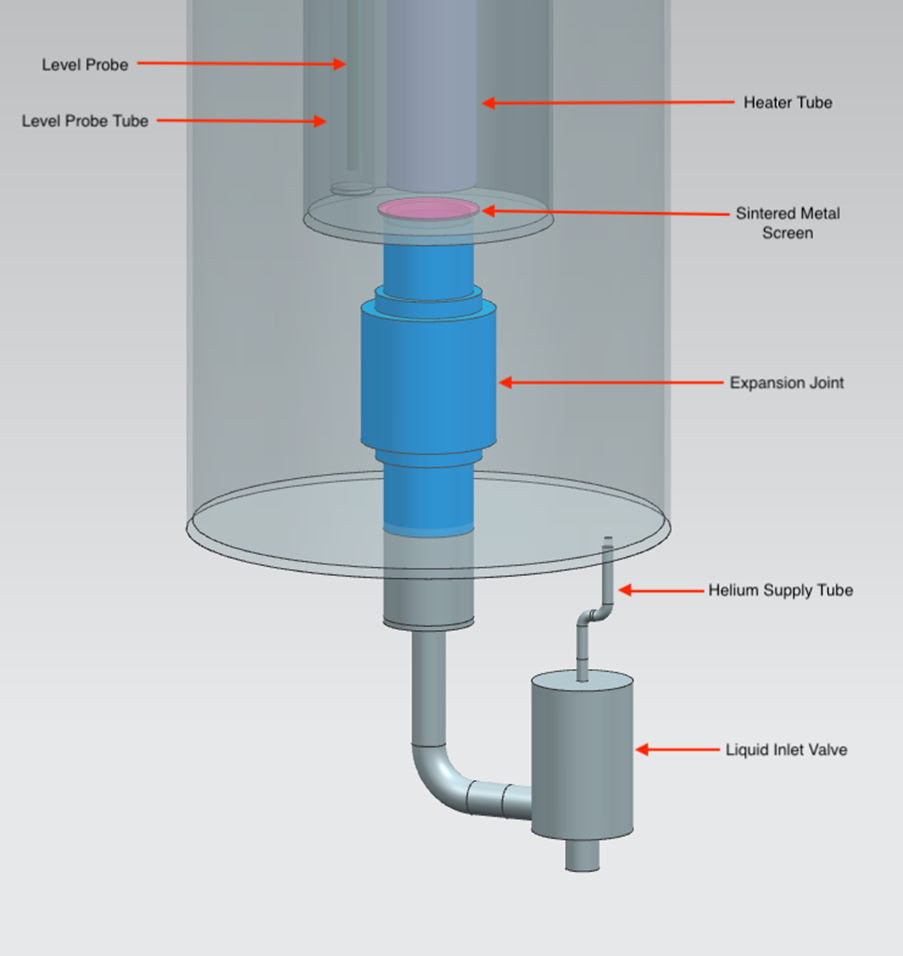 Level Probe
Heater Tube
Level Probe Tube
Sintered Metal
Screen
Expansion Joint
Helium Supply Tube
Liquid Inlet Valve